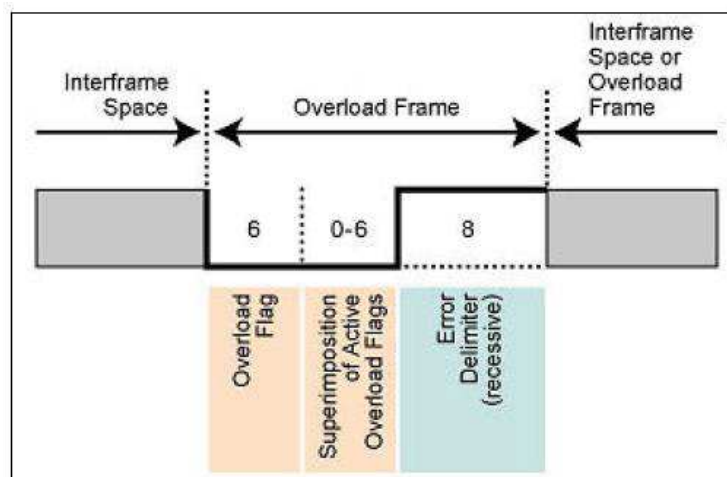 Interframe
Space
Overload Frame
Interframe
Space or
Overload
Frame
6
0-6
8
Overload
Flag
Superimposition
of Active
Overload Flags
Error
Delimiter
(recessive)